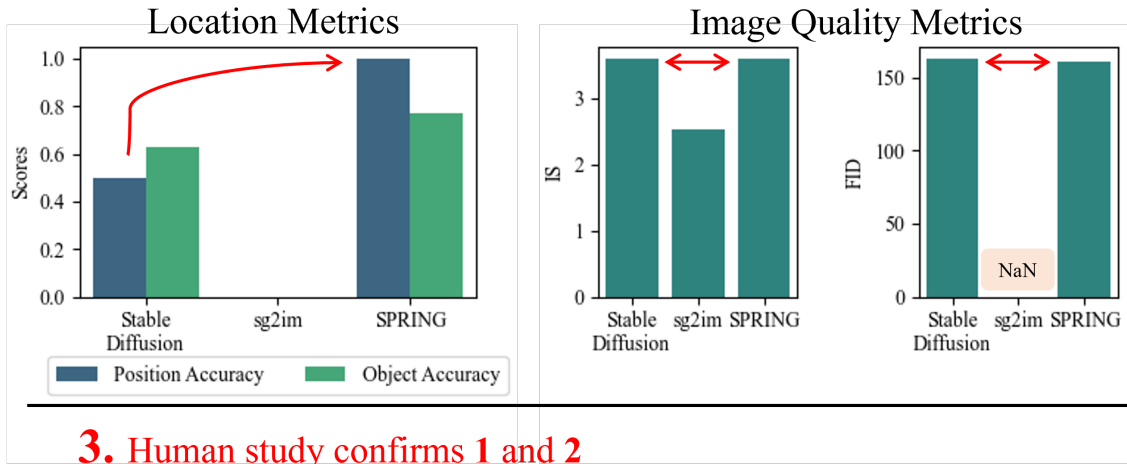 Location Metrics
Image Quality Metrics
1.0
0.8
0.6
0.4
0.2
0.0
Scores
Stable
Diffusion
sg2im
SPRING
Position Accuracy
Object Accuracy
3
2
1
0
IS
Stable
Diffusion
sg2im
SPRING
150
100
50
0
FID
NaN
Stable
Diffusion
sg2im
SPRING
3. Human study confirms 1 and 2